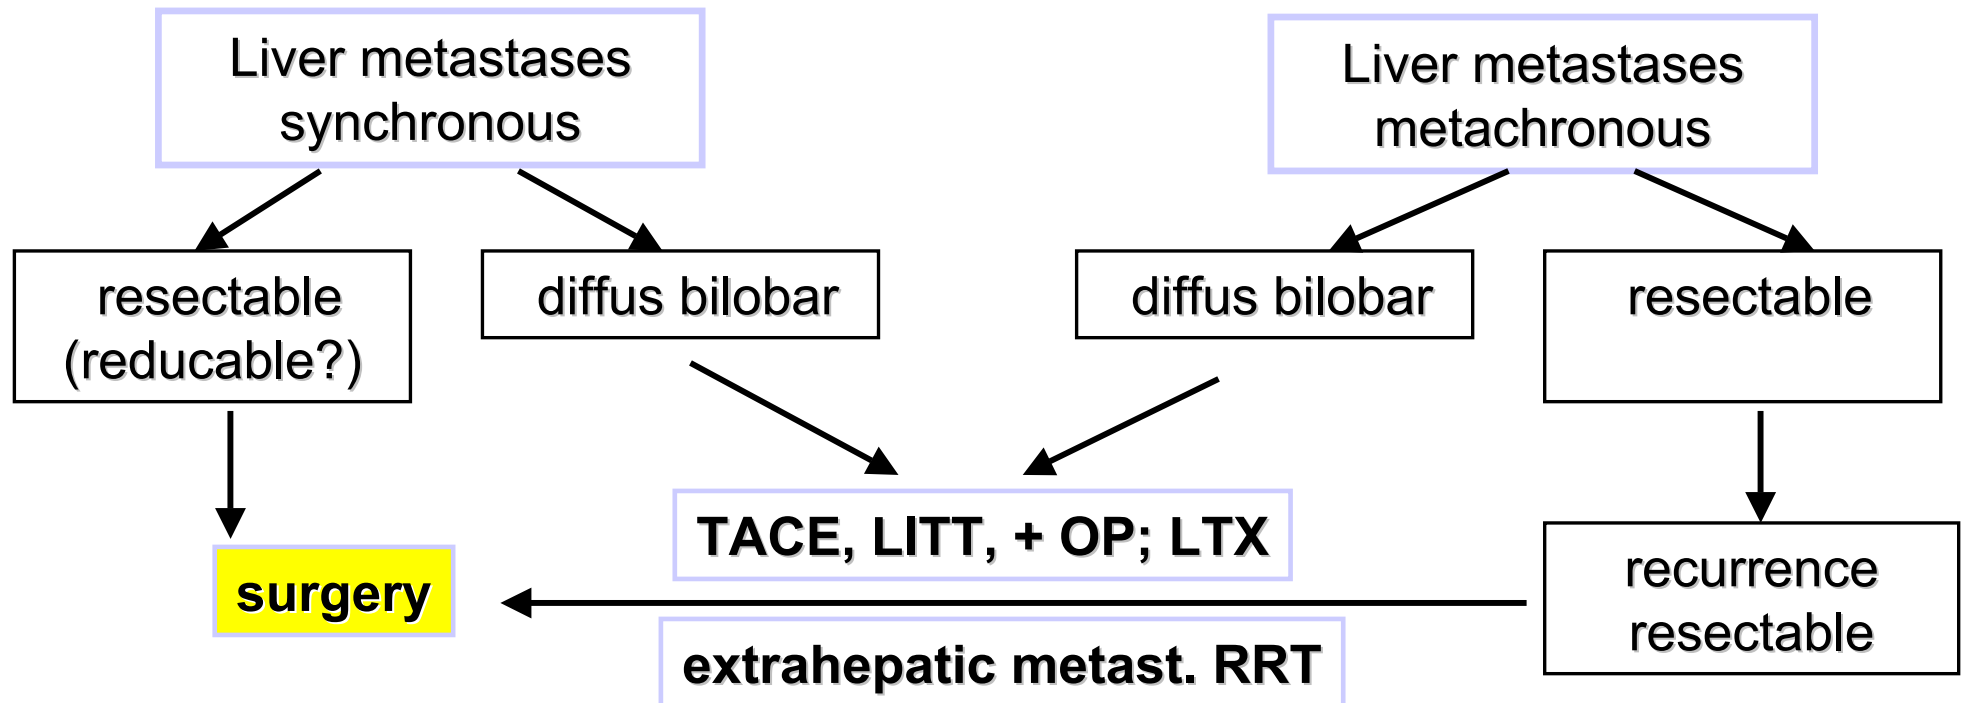 Liver metastases
synchronous
Liver metastases
metachronous
resectable
(reducable?)
diffus bilobar
diffus bilobar
resectable
TACE, LITT, + OP; LTX
surgery
recurrence
resectable
extrahepatic metast. RRT